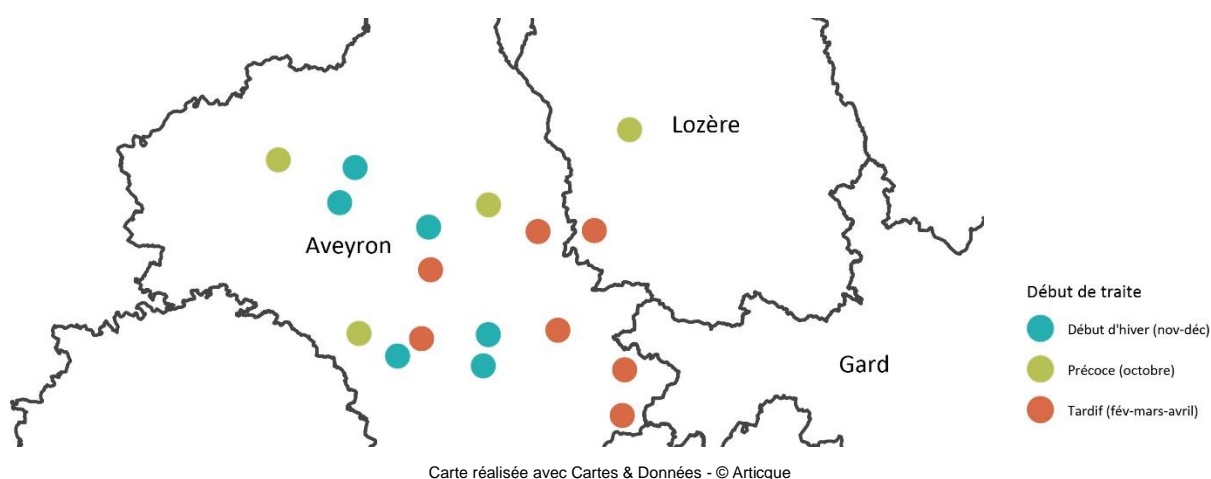 Lozère
Aveyron
Gard
Début de traite
Début d'hiver (nov-déc)
Précoce (octobre)
Tardif (fév-mars-avril)
Carte réalisée avec Cartes & Données - © Articque